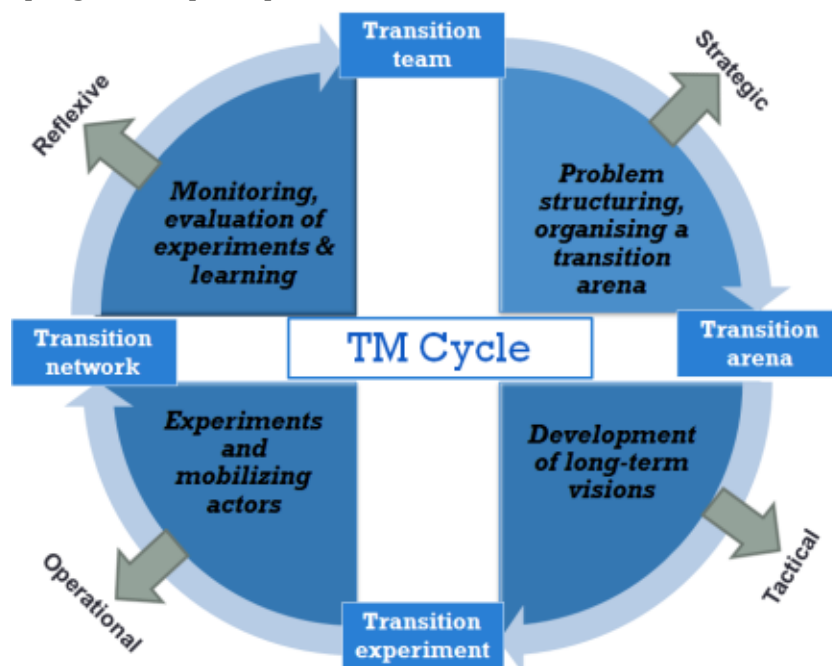 Transition
team
Reflexive
Strategic
Monitoring,
evaluation of
experiments &
learning
Problem
structuring,
organising a
transition
arena
Transition
network
TM Cycle
Transition
arena
Experiments
and
mobilizing
actors
Development
of long-term
visions
Operational
Tactical
Transition
experiment